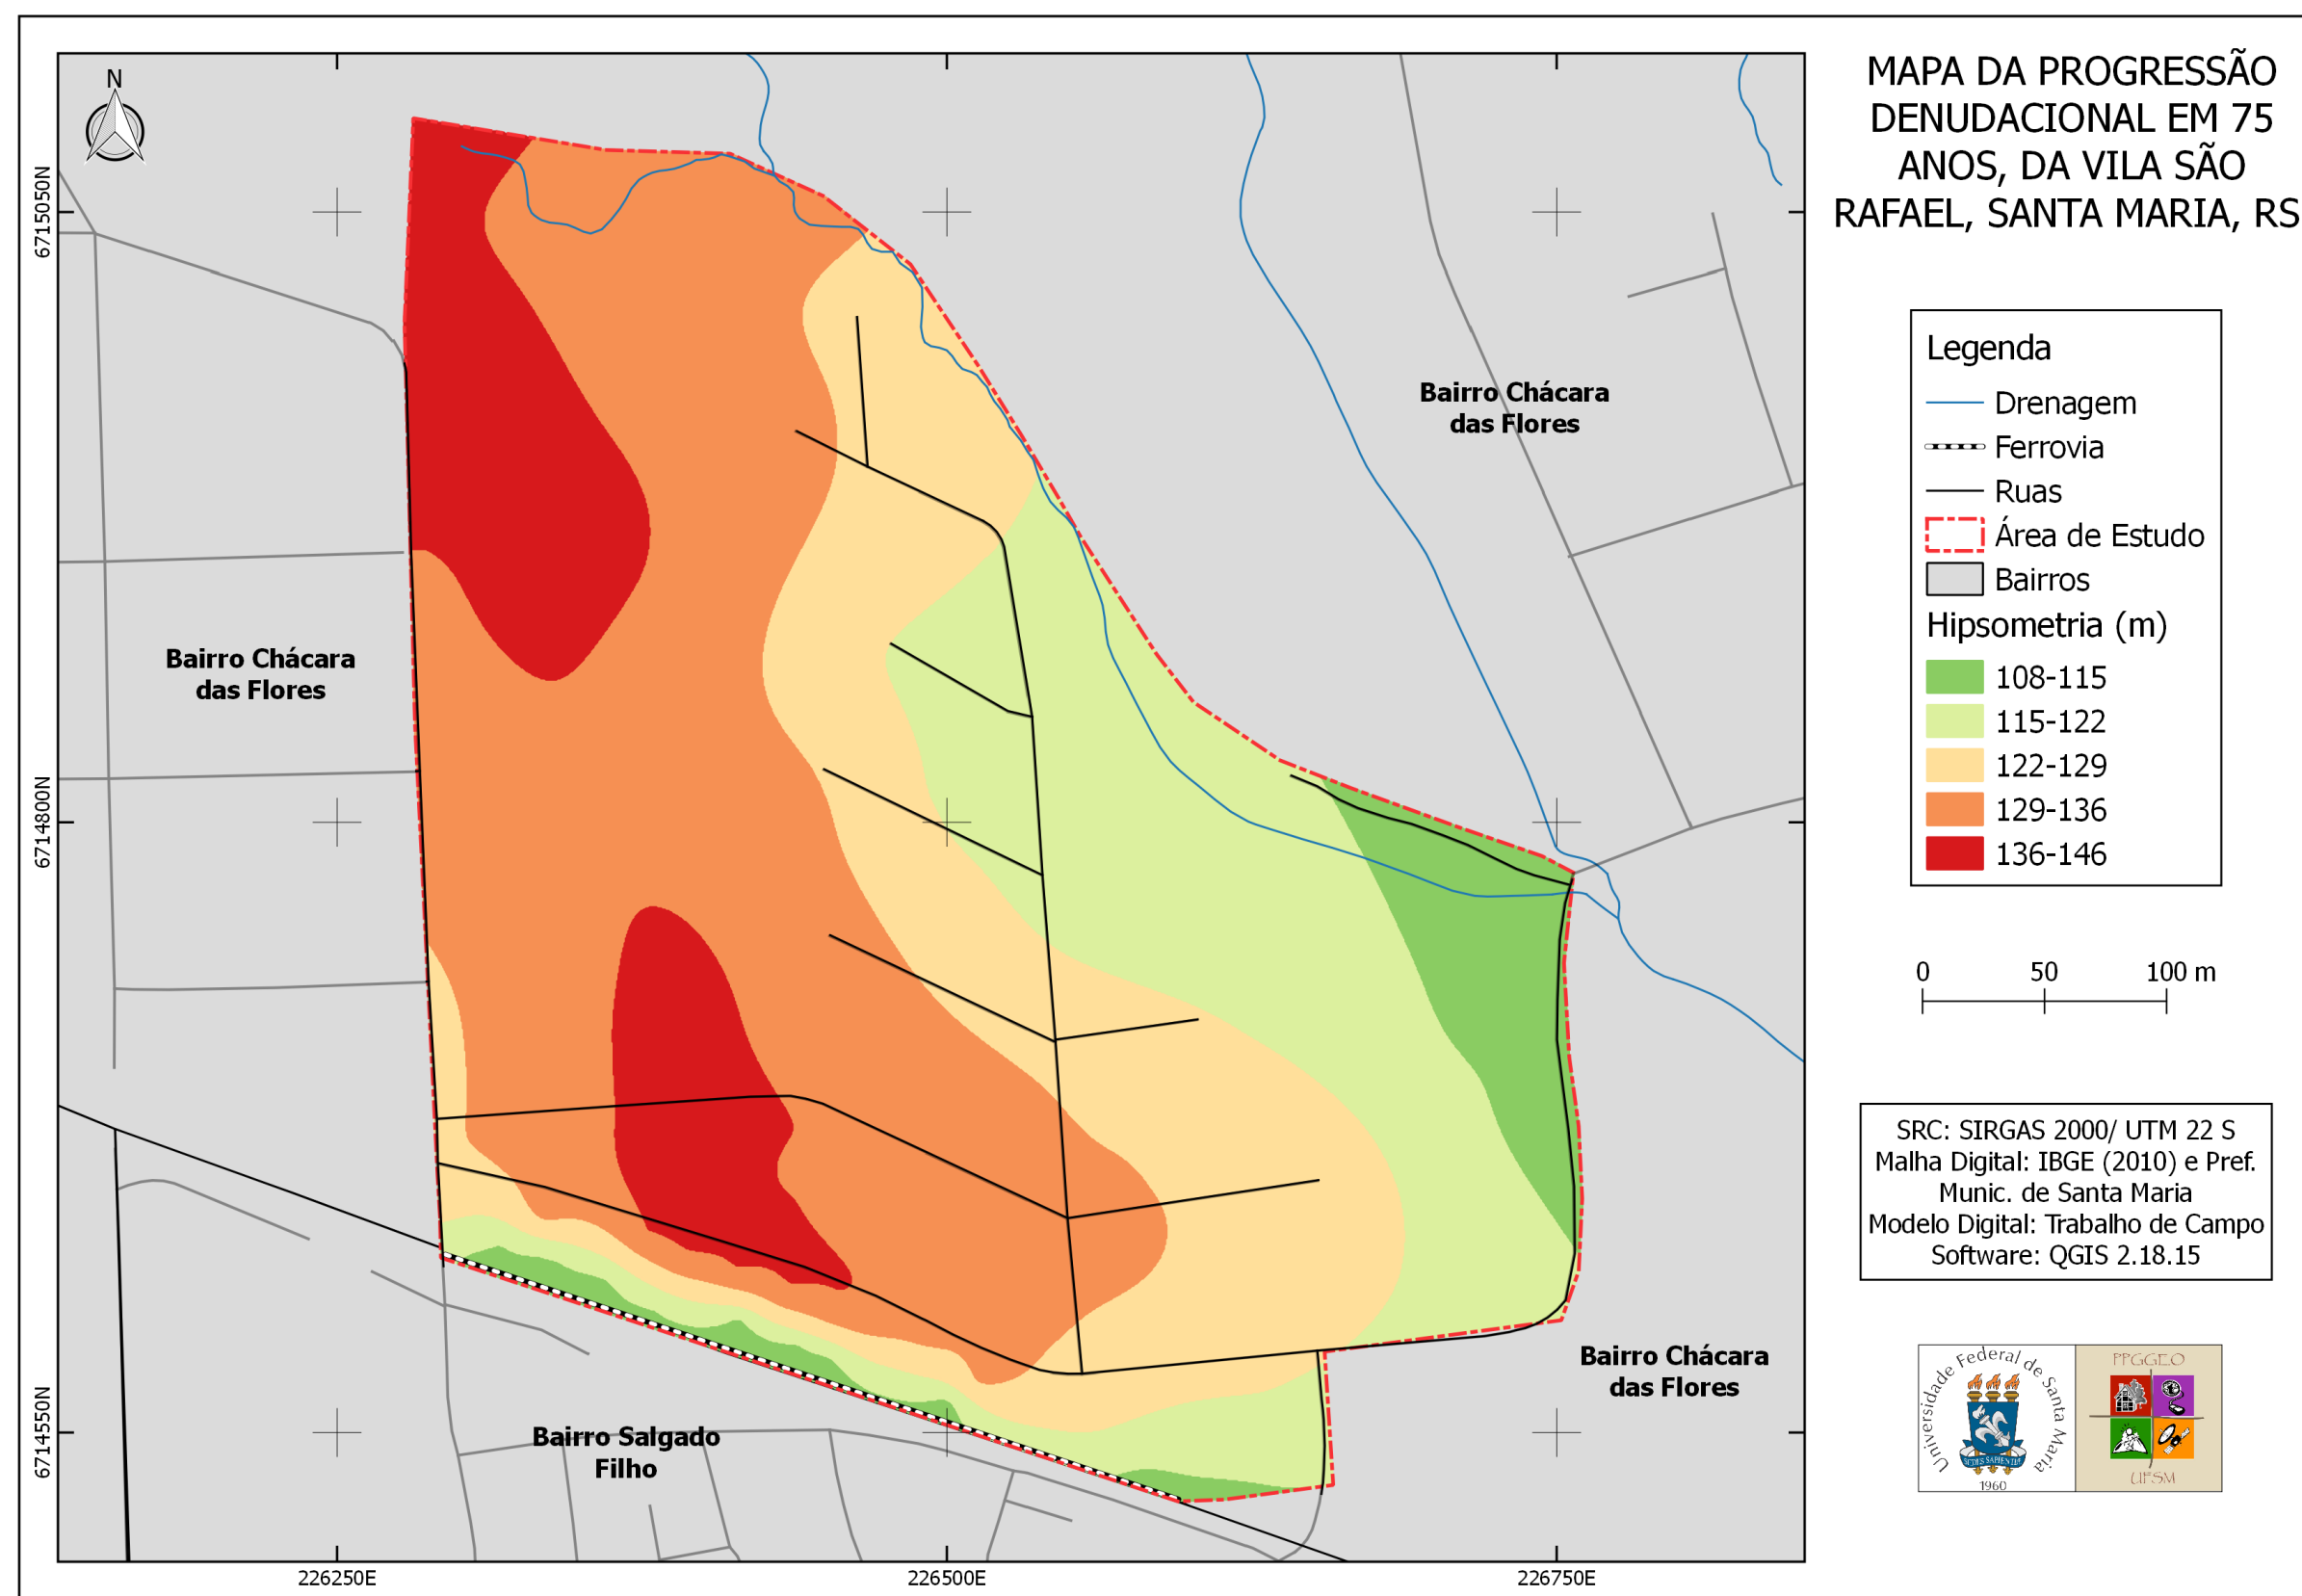 MAPA DA PROGRESSÃO
DENUDACIONAL EM 75
ANOS, DA VILA SÃO
RAFAEL, SANTA MARIA, RS
N
6715050N
6714800N
6714550N
226250E
226500E
226750E
Bairro Chácara
das Flores
Bairro Chácara
das Flores
Bairro Chácara
das Flores
Bairro Salgado
Filho
Legenda
Drenagem
Ferrovia
Ruas
Área de Estudo
Bairros
Hipsometria (m)
108-115
115-122
122-129
129-136
136-146
0 50 100 m
SRC: SIRGAS 2000/ UTM 22 S
Malha Digital: IBGE (2010) e Pref.
Munic. de Santa Maria
Modelo Digital: Trabalho de Campo
Software: QGIS 2.18.15
Universidade Federal de Santa Maria
SEDES SAPIENTIAE
1960
PPGGEO
UFSM